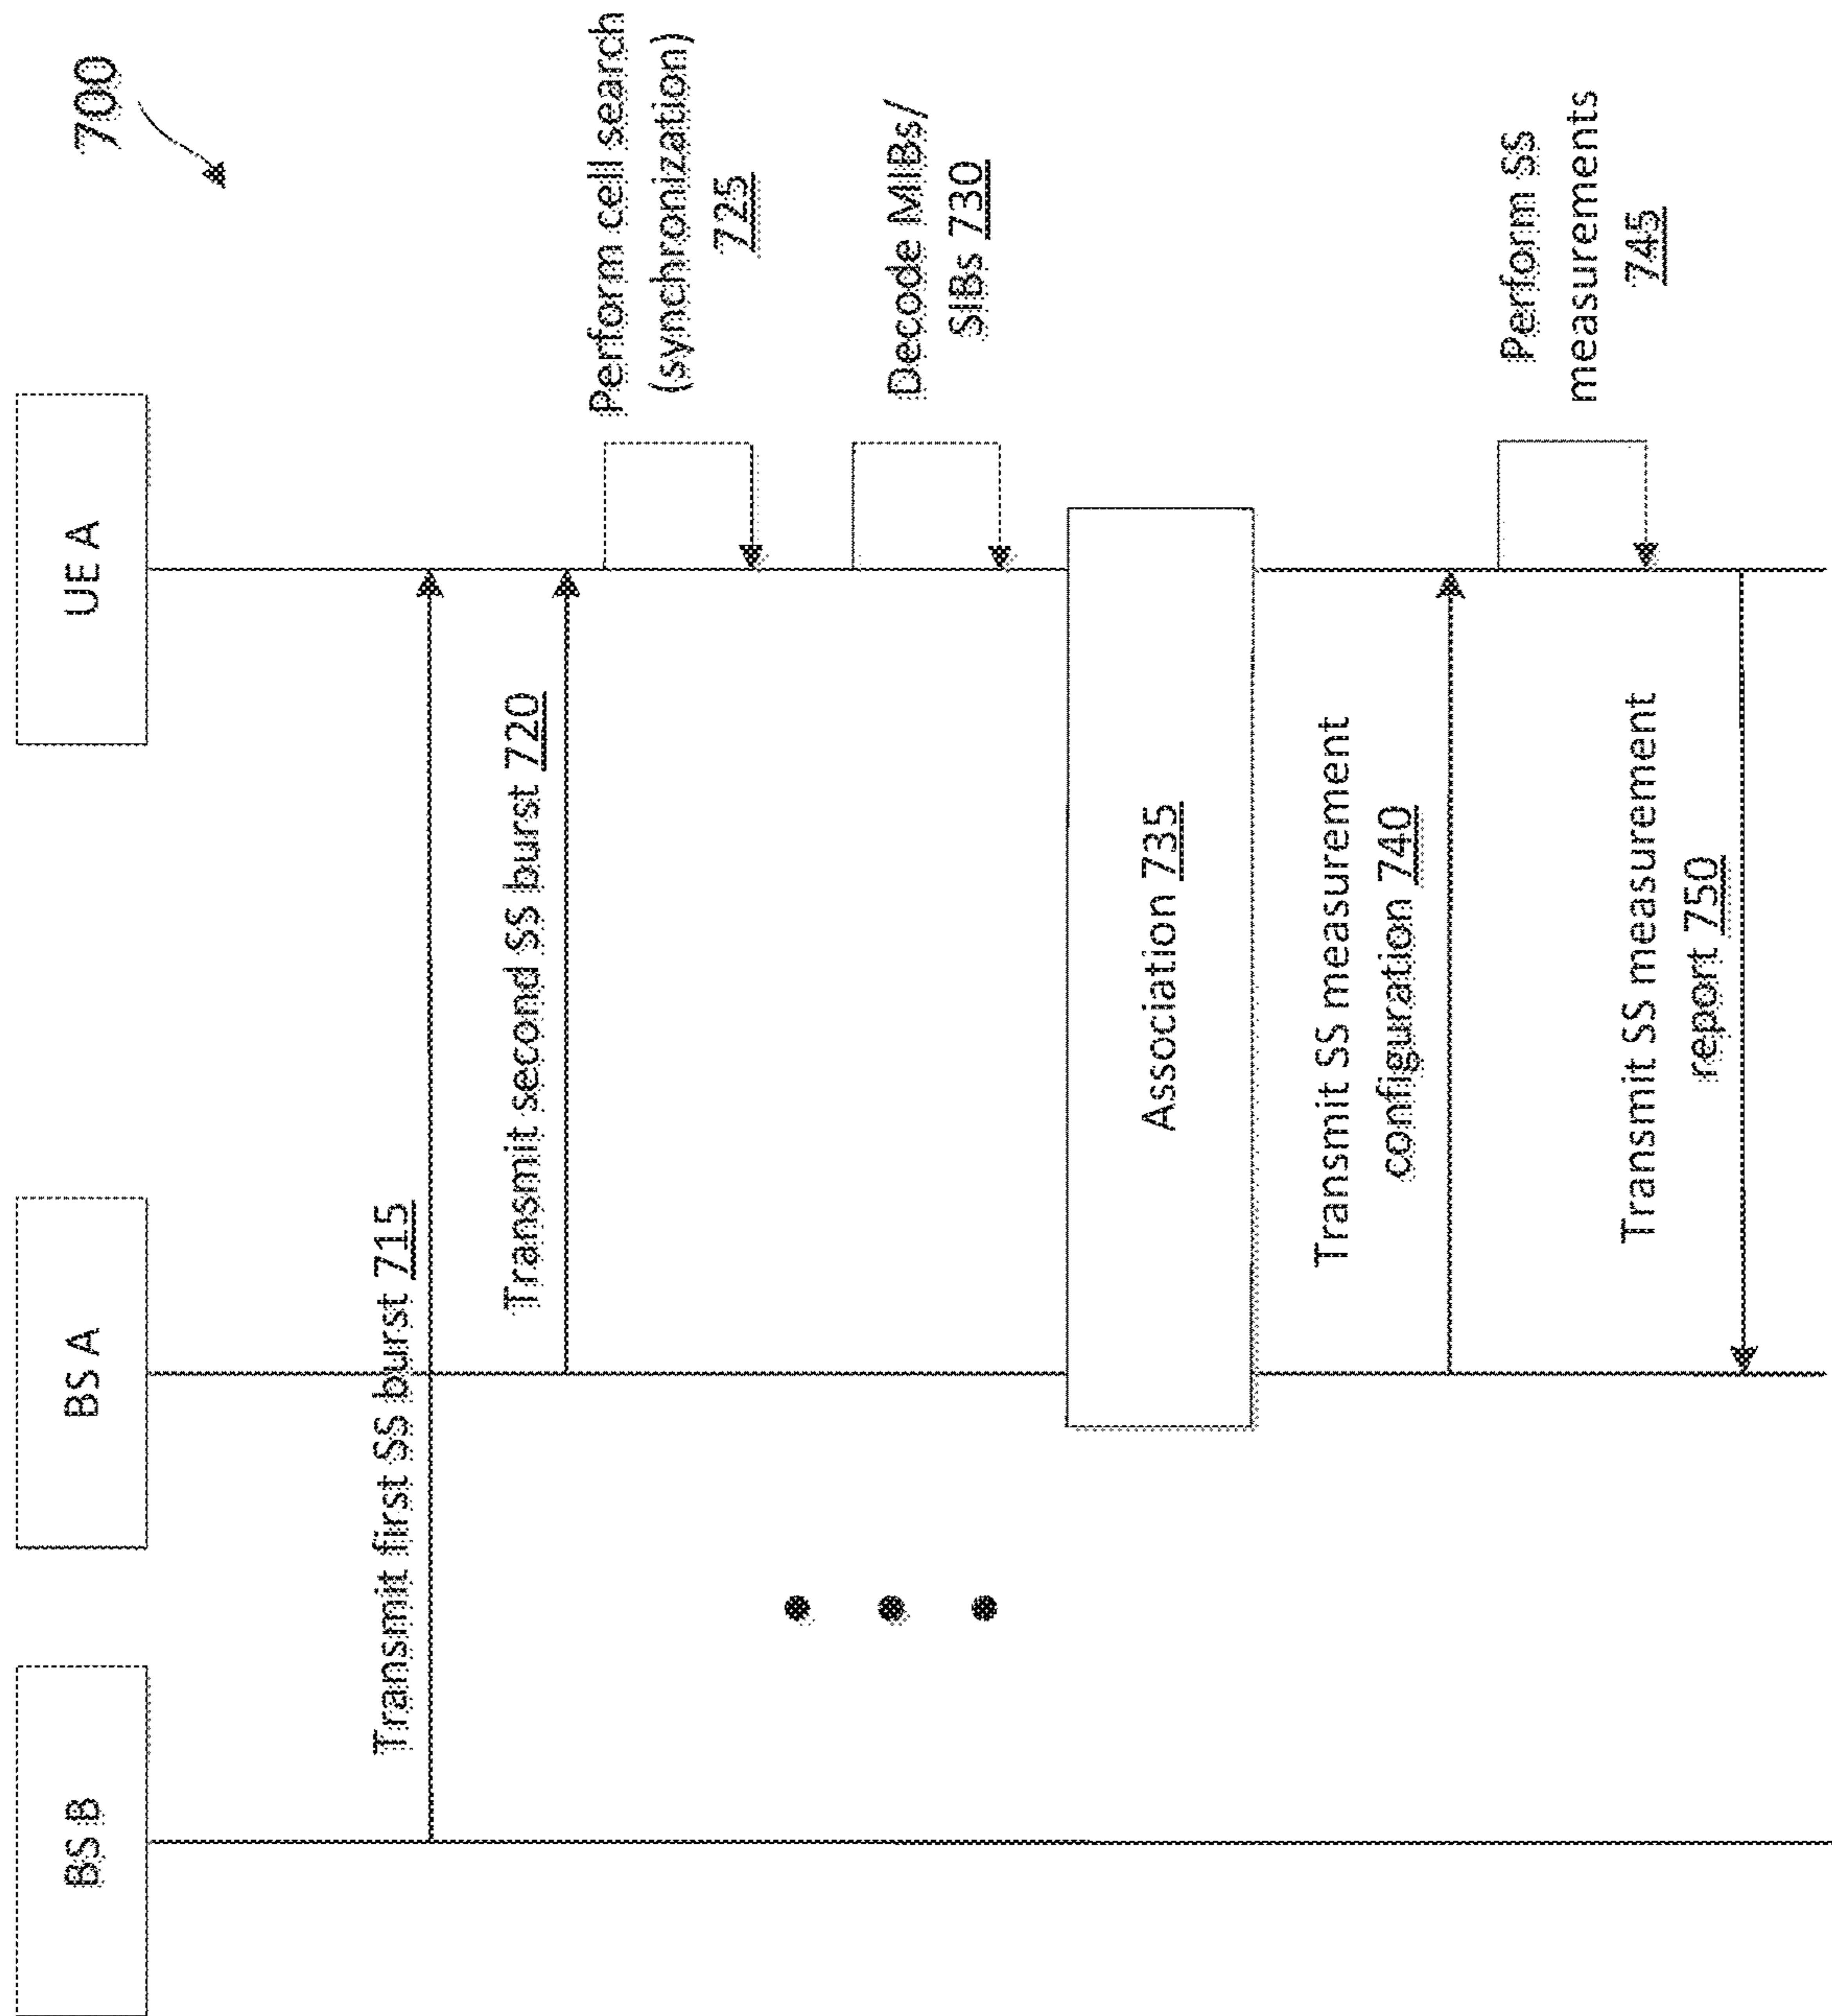 700
BS B
BS A
UE A
Transmit first SS burst 715
Transmit second SS burst 720
Perform cell search
(synchronization)
725
Decode MIBs/
SIBs 730
Association 735
Transmit SS measurement
configuration 740
Perform SS
measurements
745
Transmit SS measurement
report 750